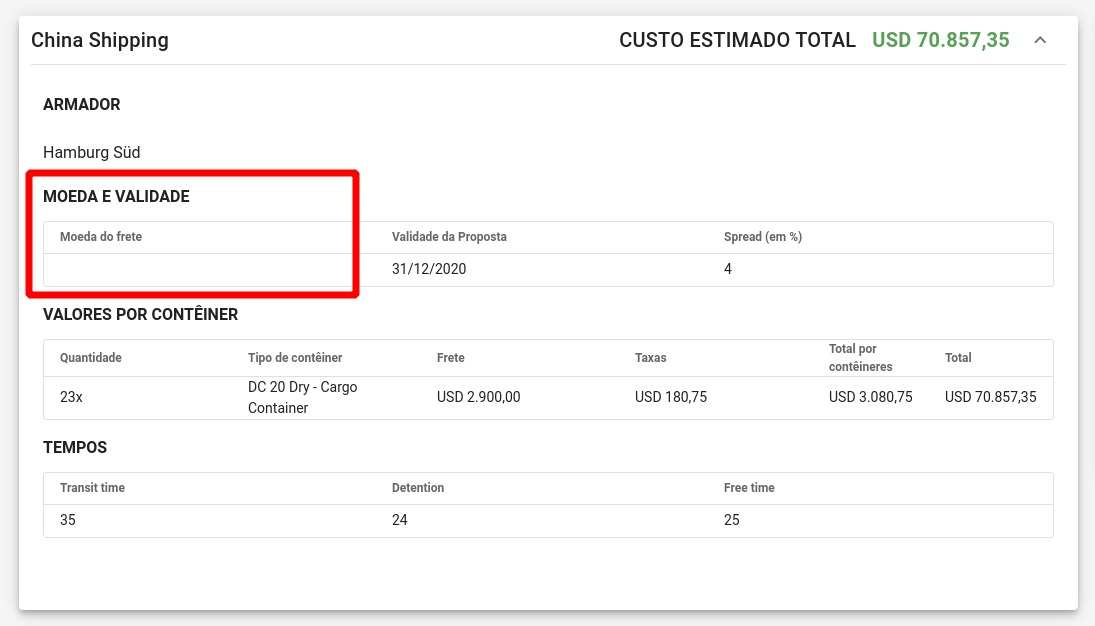 China Shipping CUSTO ESTIMADO TOTAL USD 70.857,35
ARMADOR
Hamburg Süd
MOEDA E VALIDADE
Moeda do frete Validade da Proposta Spread (em %)
31/12/2020 4
VALORES POR CONTÊINER
Quantidade Tipo de contêiner Frete Taxas Total por contêineres Total
23x DC 20 Dry - Cargo Container USD 2.900,00 USD 180,75 USD 3.080,75 USD 70.857,35
TEMPOS
Transit time Detention Free time
35 24 25